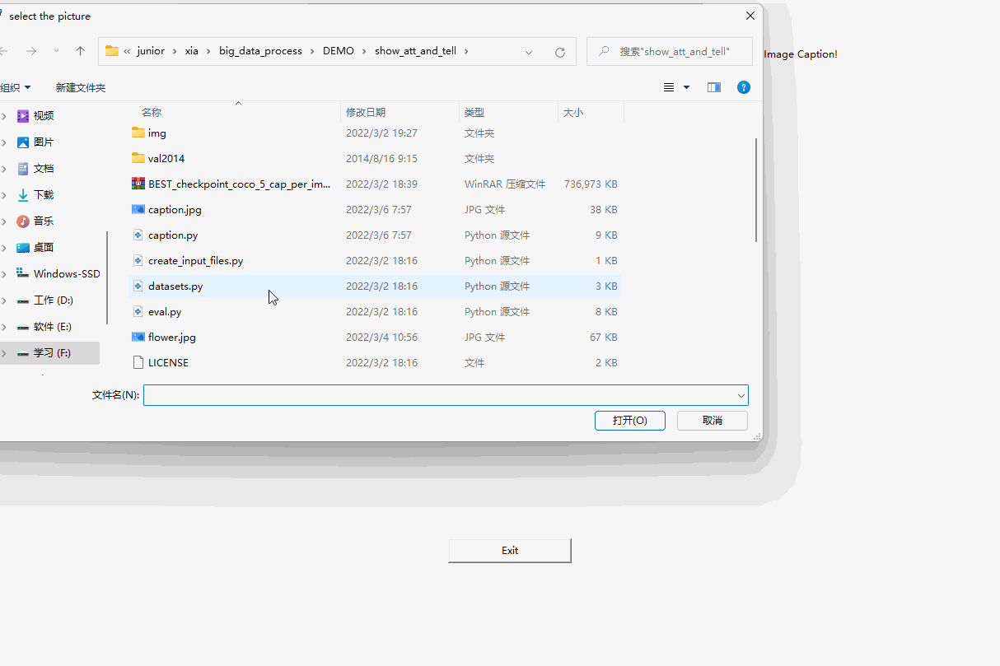 select the picture
« junior › xia › big_data_process › DEMO › show_att_and_tell ›
搜索"show_att_and_tell"
Image Caption!
组织 新建文件夹
名称 修改日期 类型 大小
视频
图片
文档
下载
音乐
桌面
Windows-SSD
工作 (D:)
软件 (E:)
学习 (F:)
img 2022/3/2 19:27 文件夹
val2014 2014/8/16 9:15 文件夹
BEST_checkpoint_coco_5_cap_per_im... 2022/3/2 18:39 WinRAR 压缩文件 736,973 KB
caption.jpg 2022/3/6 7:57 JPG 文件 38 KB
caption.py 2022/3/6 7:57 Python 源文件 9 KB
create_input_files.py 2022/3/2 18:16 Python 源文件 1 KB
datasets.py 2022/3/2 18:16 Python 源文件 3 KB
eval.py 2022/3/2 18:16 Python 源文件 8 KB
flower.jpg 2022/3/4 10:56 JPG 文件 67 KB
LICENSE 2022/3/2 18:16 文件 2 KB
文件名(N):
打开(O) 取消
Exit